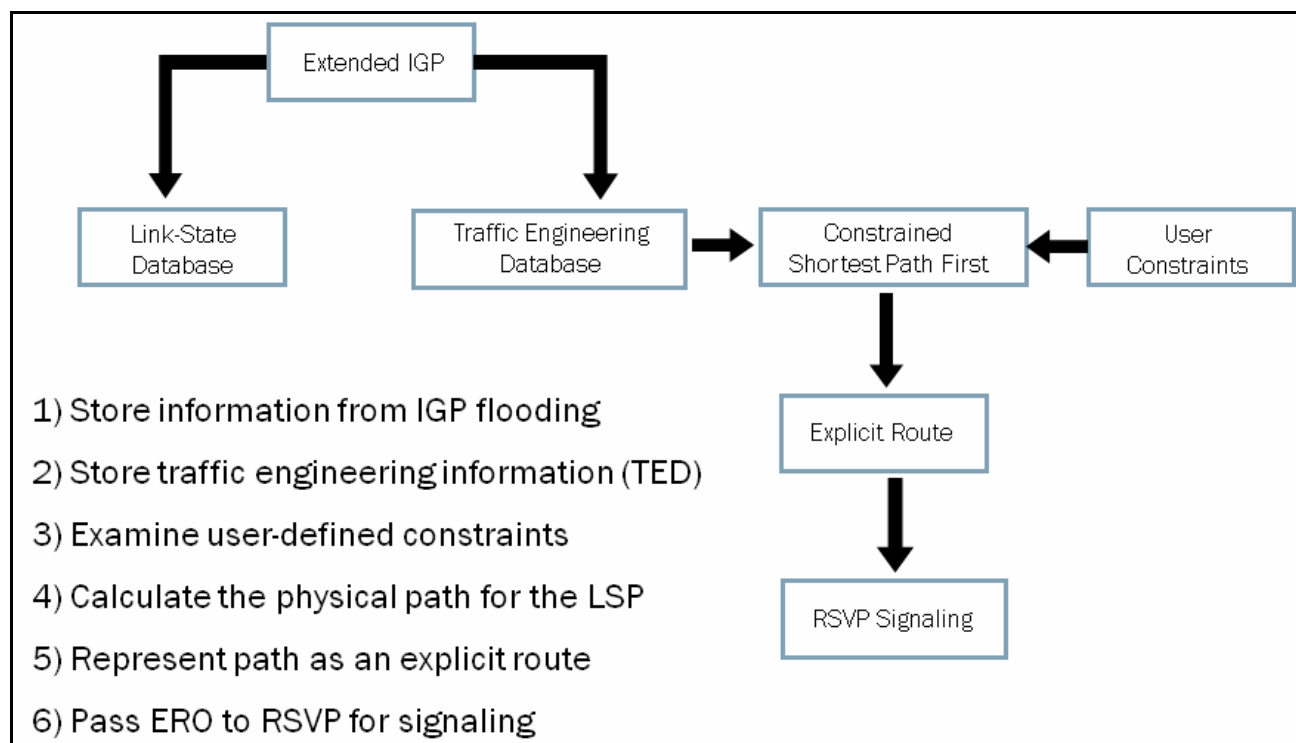 Extended IGP
Link-State
Database
Traffic Engineering
Database
Constrained
Shortest Path First
User
Constraints
Explicit Route
RSVP Signaling
1) Store information from IGP flooding
2) Store traffic engineering information (TED)
3) Examine user-defined constraints
4) Calculate the physical path for the LSP
5) Represent path as an explicit route
6) Pass ERO to RSVP for signaling